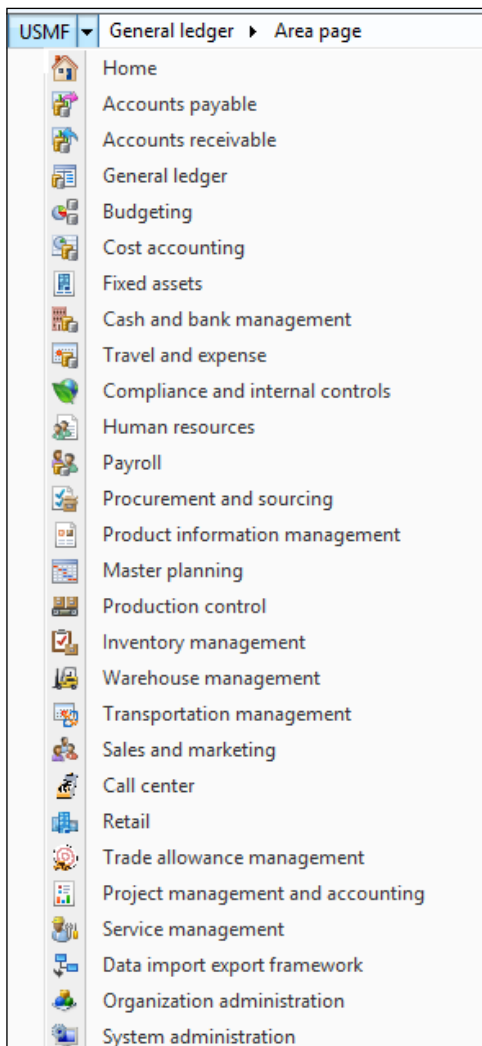 USMF General ledger ▸ Area page
Home
Accounts payable
Accounts receivable
General ledger
Budgeting
Cost accounting
Fixed assets
Cash and bank management
Travel and expense
Compliance and internal controls
Human resources
Payroll
Procurement and sourcing
Product information management
Master planning
Production control
Inventory management
Warehouse management
Transportation management
Sales and marketing
Call center
Retail
Trade allowance management
Project management and accounting
Service management
Data import export framework
Organization administration
System administration